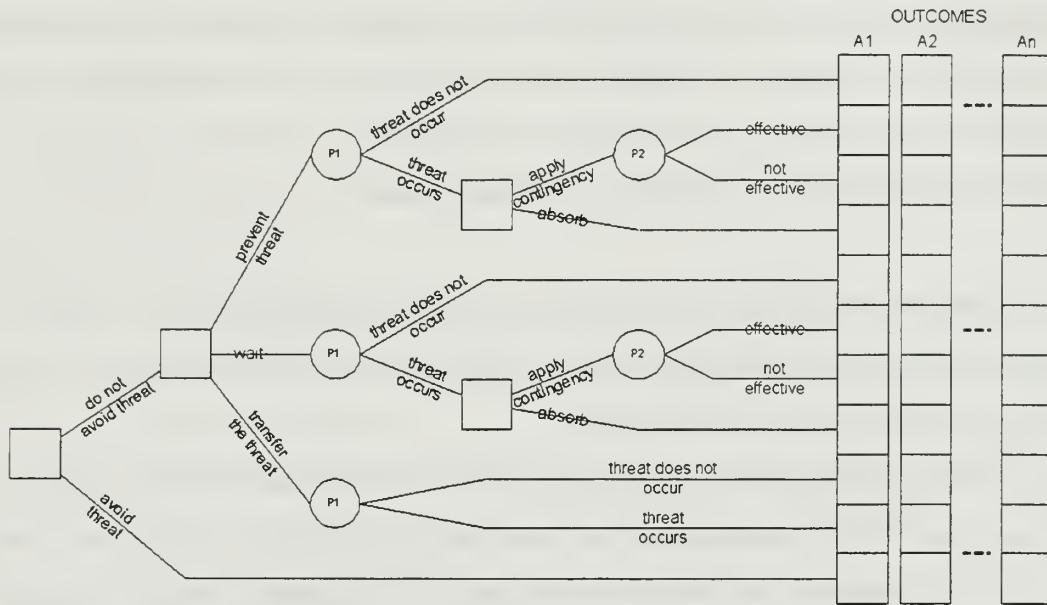 OUTCOMES
A1 A2 An
threat does not
occur
P1
threat
occurs
apply
contingency
P2
effective
not
effective
absorb
prevent
threat
threat does not
occur
wait
P1
threat
occurs
apply
contingency
P2
effective
not
effective
absorb
do not
avoid threat
transfer
the threat
P1
threat does not
occur
threat
occurs
avoid
threat